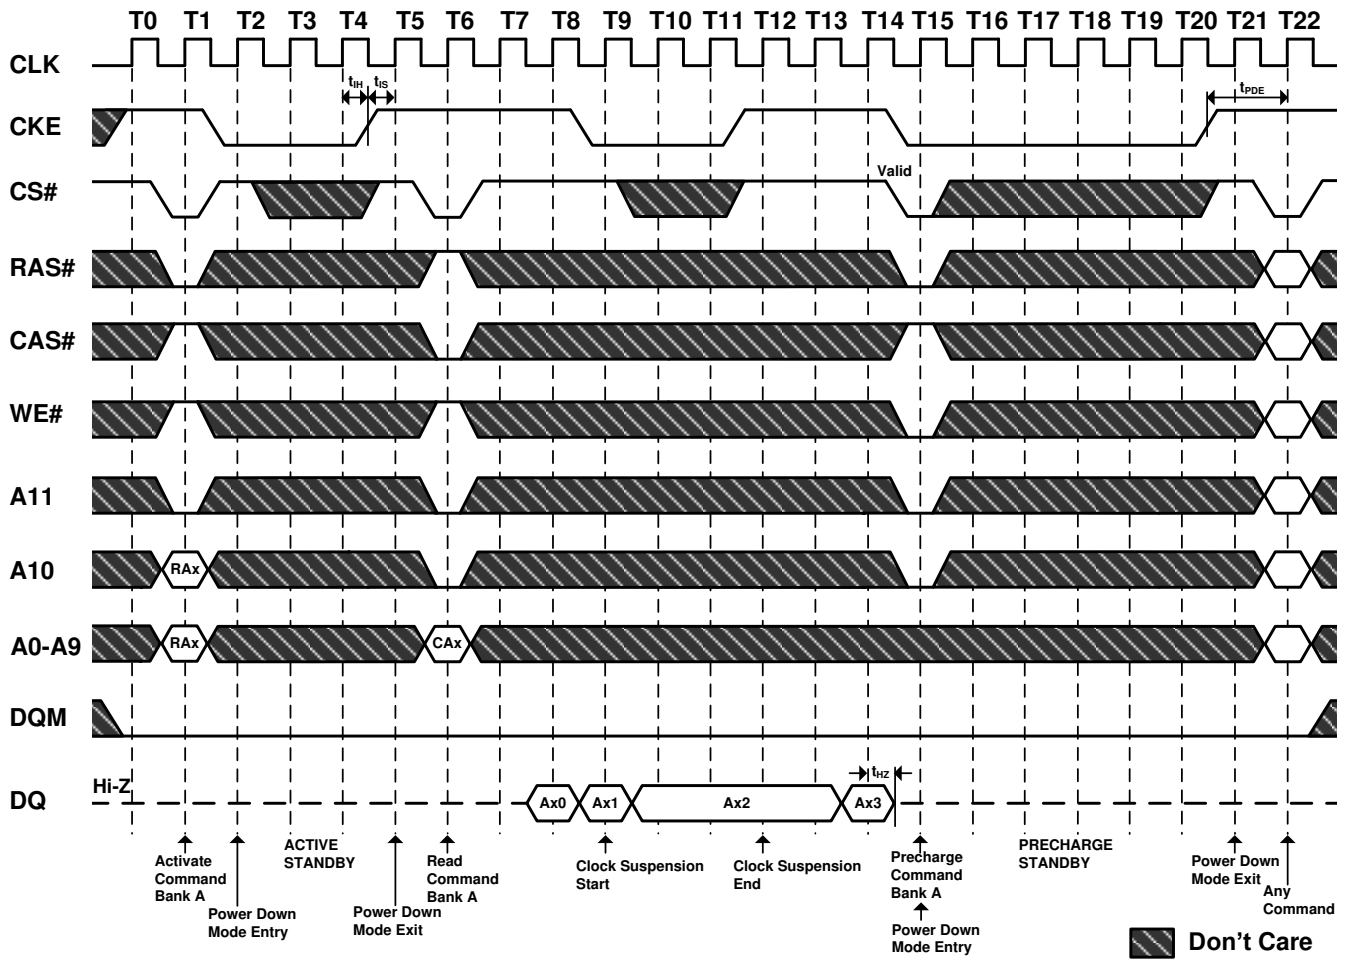 T0 T1 T2 T3 T4 T5 T6 T7 T8 T9 T10 T11 T12 T13 T14 T15 T16 T17 T18 T19 T20 T21 T22
CLK
tIH tIS
tPDE
CKE
Valid
CS#
RAS#
CAS#
WE#
A11
A10
RAx
A0-A9
RAx
CAx
DQM
Hi-Z
tHZ
DQ
Ax0 Ax1 Ax2 Ax3
Activate
Command
Bank A
Power Down
Mode Entry
ACTIVE
STANDBY
Power Down
Mode Exit
Read
Command
Bank A
Clock Suspension
Start
Clock Suspension
End
Precharge
Command
Bank A
Power Down
Mode Entry
PRECHARGE
STANDBY
Power Down
Mode Exit
Any
Command
Don't Care